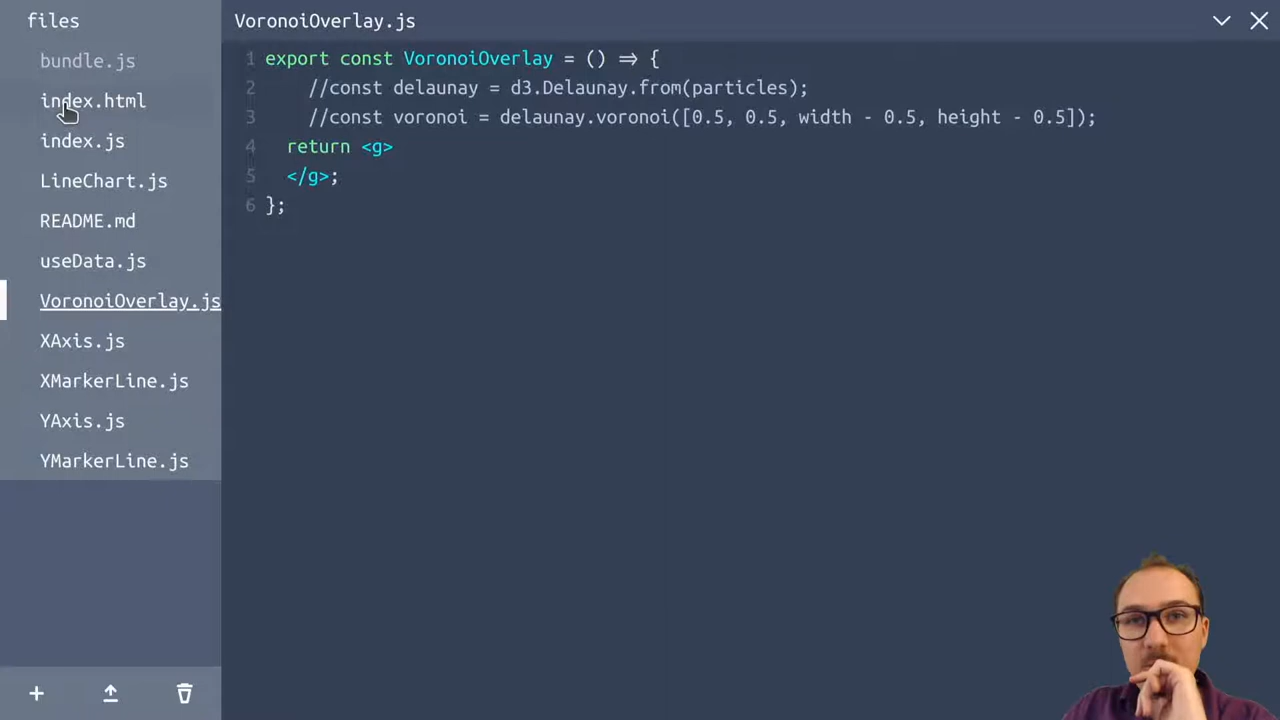 files
bundle.js
index.html
index.js
LineChart.js
README.md
useData.js
VoronoiOverlay.js
XAxis.js
XMarkerLine.js
YAxis.js
YMarkerLine.js
VoronoiOverlay.js
1 export const VoronoiOverlay = () => {
2 //const delaunay = d3.Delaunay.from(particles);
3 //const voronoi = delaunay.voronoi([0.5, 0.5, width - 0.5, height - 0.5]);
4 return <g>
5 </g>;
6 };